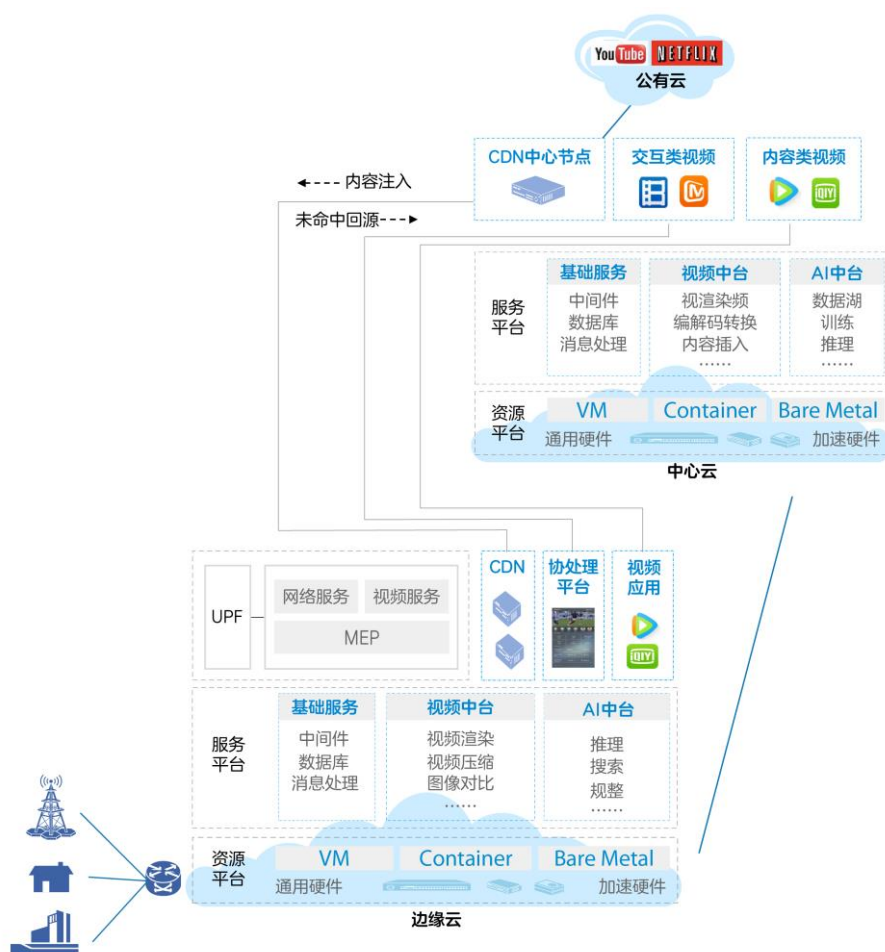 YouTube NETFLIX
公有云
CDN中心节点
交互类视频
内容类视频
QIY
内容注入
未命中回源
服务
平台
基础服务
中间件
数据库
消息处理
视频中台
视渲染频
编解码转换
内容插入
……
AI中台
数据湖
训练
推理
……
资源
平台
VM
Container
Bare Metal
通用硬件
加速硬件
中心云
UPF
网络服务
视频服务
MEP
CDN
协处理
平台
视频
应用
QIY
服务
平台
基础服务
中间件
数据库
消息处理
视频中台
视频渲染
视频压缩
图像对比
……
AI中台
推理
搜索
规整
……
资源
平台
VM
Container
Bare Metal
通用硬件
加速硬件
边缘云